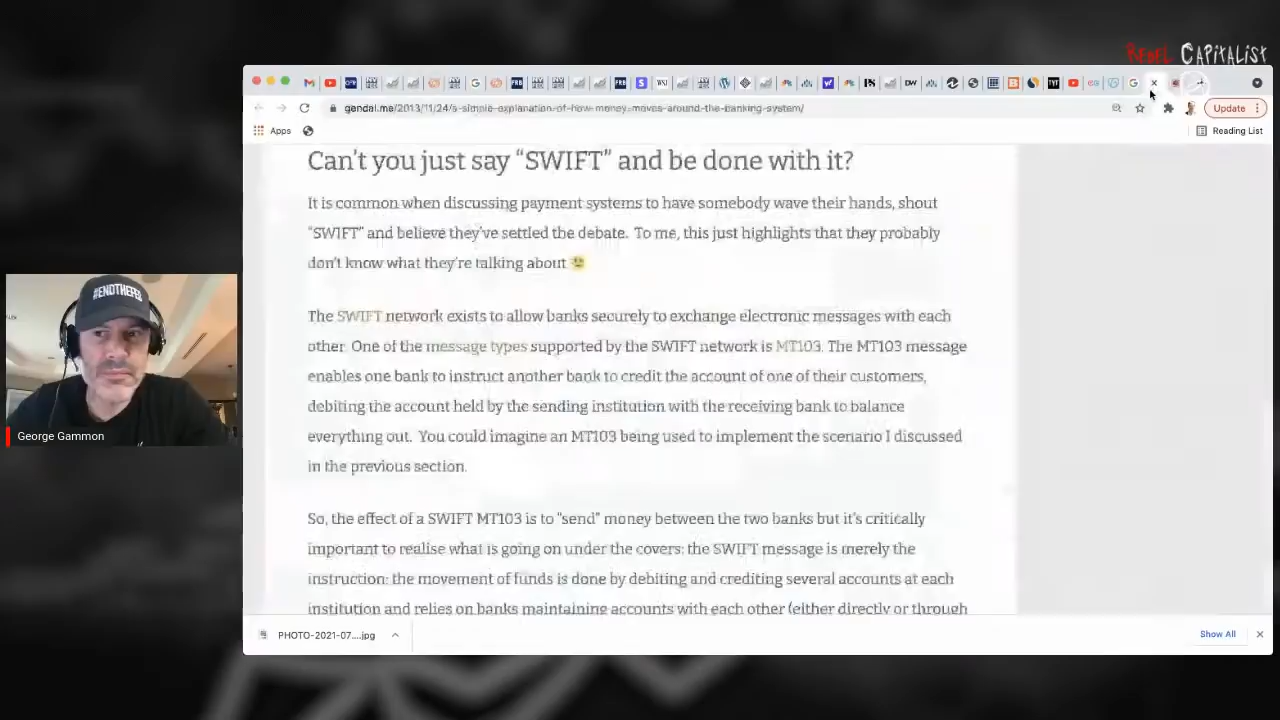 REBEL CAPITALIST
gendal.me/2013/11/24/a-simple-explanation-of-how-money-moves-around-the-banking-system/
Update
Apps
Reading List
Can't you just say “SWIFT” and be done with it?
It is common when discussing payment systems to have somebody wave their hands, shout
“SWIFT” and believe they've settled the debate. To me, this just highlights that they probably
don't know what they're talking about
The SWIFT network exists to allow banks securely to exchange electronic messages with each
other. One of the message types supported by the SWIFT network is MT103. The MT103 message
enables one bank to instruct another bank to credit the account of one of their customers,
debiting the account held by the sending institution with the receiving bank to balance
everything out. You could imagine an MT103 being used to implement the scenario I discussed
in the previous section.
So, the effect of a SWIFT MT103 is to “send” money between the two banks but it's critically
important to realise what is going on under the covers: the SWIFT message is merely the
instruction: the movement of funds is done by debiting and crediting several accounts at each
institution and relies on banks maintaining accounts with each other (either directly or through
#ENDTHEFED
George Gammon
PHOTO-2021-07....jpg
Show All